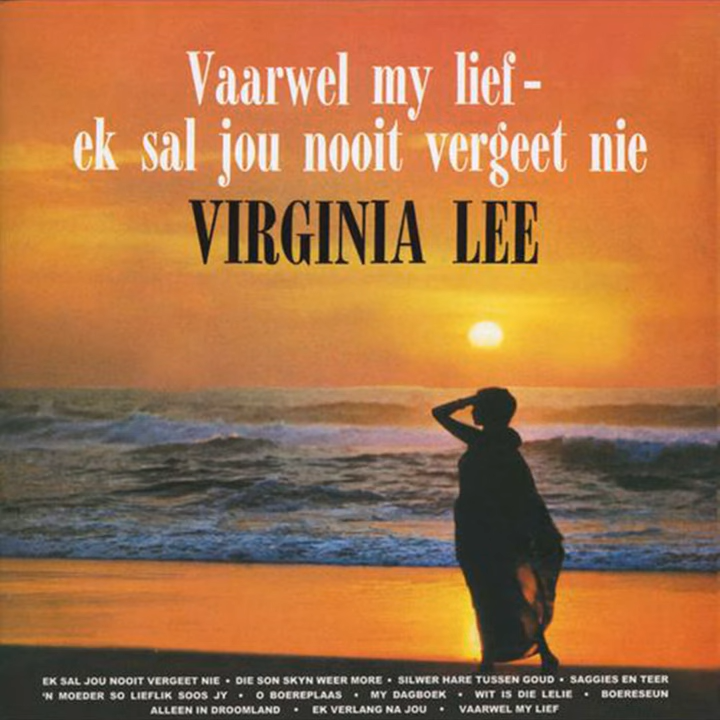 Vaarwel my lief-
ek sal jou nooit vergeet nie
VIRGINIA LEE
EK SAL JOU NOOIT VERGEET NIE • DIE SON SKYN WEER MORE • SILWER HARE TUSSEN GOUD • SAGGIES EN TEER
'N MOEDER SO LIEFLIK SOOS JY • O BOEREPLAAS • MY DAGBOEK • WIT IS DIE LELIE • BOERESEUN
ALLEEN IN DROOMLAND • EK VERLANG NA JOU • VAARWEL MY LIEF